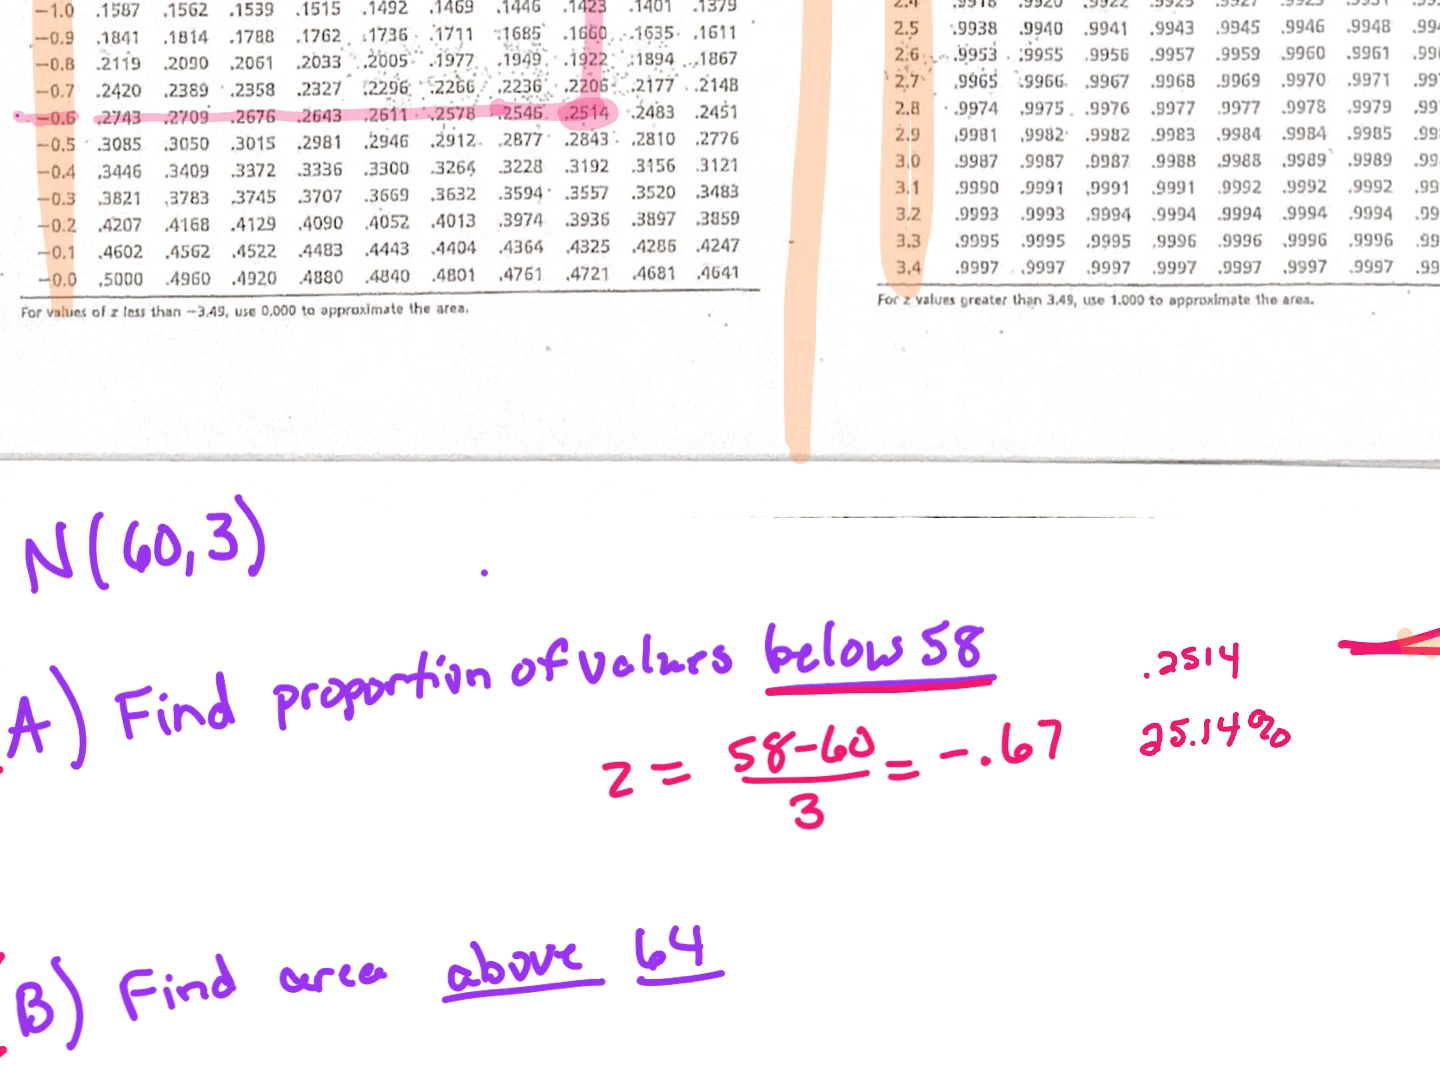 -1.0 .1587 .1562 .1539 .1515 .1492 .1469 .1446 .1423 .1401 .1379
-0.9 .1841 .1814 .1788 .1762 .1736 .1711 .1685 .1660 .1635 .1611
-0.8 .2119 .2090 .2061 .2033 .2005 .1977 .1949 .1922 .1894 .1867
-0.7 .2420 .2389 .2358 .2327 .2296 .2266 .2236 .2206 .2177 .2148
-0.6 .2743 .2709 .2676 .2643 .2611 .2578 .2546 .2514 .2483 .2451
-0.5 .3085 .3050 .3015 .2981 .2946 .2912 .2877 .2843 .2810 .2776
-0.4 .3446 .3409 .3372 .3336 .3300 .3264 .3228 .3192 .3156 .3121
-0.3 .3821 .3783 .3745 .3707 .3669 .3632 .3594 .3557 .3520 .3483
-0.2 .4207 .4168 .4129 .4090 .4052 .4013 .3974 .3936 .3897 .3859
-0.1 .4602 .4562 .4522 .4483 .4443 .4404 .4364 .4325 .4286 .4247
-0.0 .5000 .4960 .4920 .4880 .4840 .4801 .4761 .4721 .4681 .4641
For values of z less than -3.49, use 0.000 to approximate the area.
2.5 .9938 .9940 .9941 .9943 .9945 .9946 .9948
2.6 .9953 .9955 .9956 .9957 .9959 .9960 .9961
2.7 .9965 .9966 .9967 .9968 .9969 .9970 .9971
2.8 .9974 .9975 .9976 .9977 .9977 .9978 .9979
2.9 .9981 .9982 .9982 .9983 .9984 .9984 .9985
3.0 .9987 .9987 .9987 .9988 .9988 .9989 .9989
3.1 .9990 .9991 .9991 .9991 .9992 .9992 .9992
3.2 .9993 .9993 .9994 .9994 .9994 .9994 .9994
3.3 .9995 .9995 .9995 .9996 .9996 .9996 .9996
3.4 .9997 .9997 .9997 .9997 .9997 .9997 .9997
For z values greater than 3.49, use 1.000 to approximate the area.
N(60,3)
A) Find proportion of values below 58
.2514
z = 58-60 / 3 = -.67
25.14%
B) Find area above 64